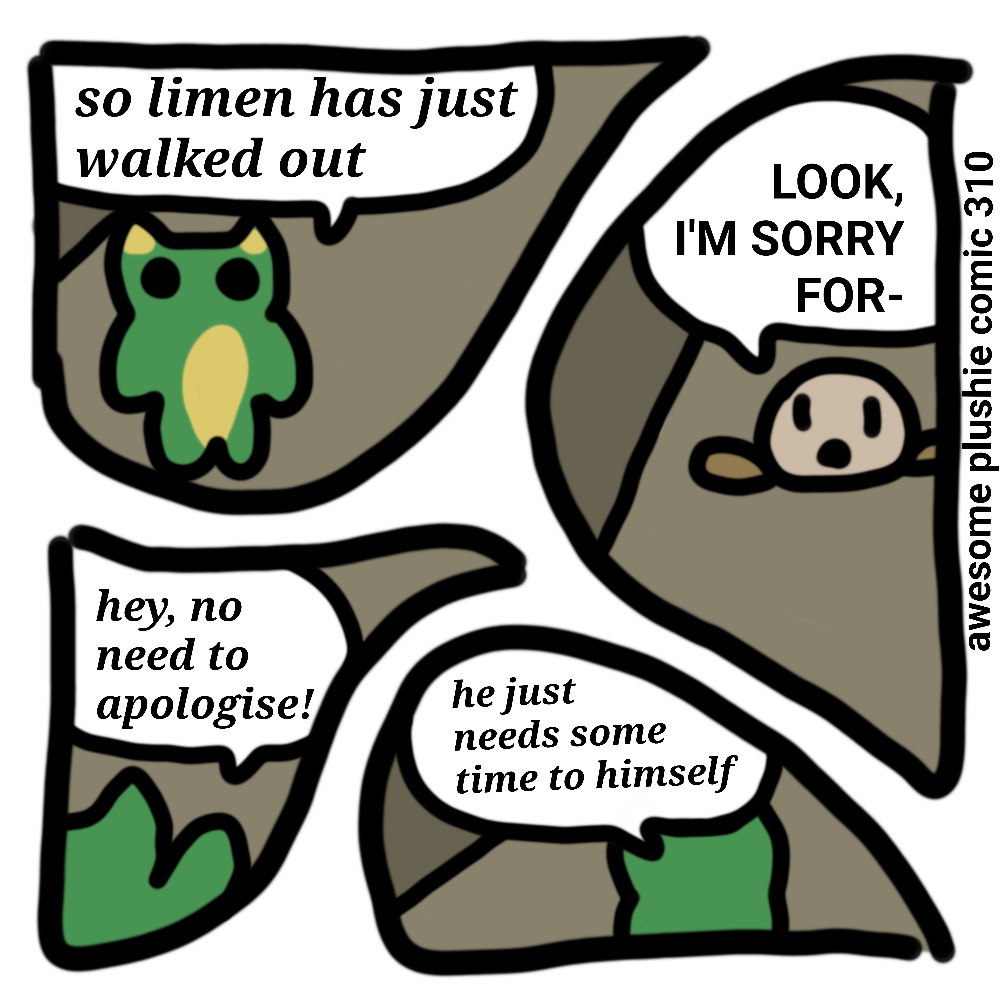 so limen has just
walked out
LOOK,
I'M SORRY
FOR-
hey, no
need to
apologise!
he just
needs some
time to himself
awesome plushie comic 310